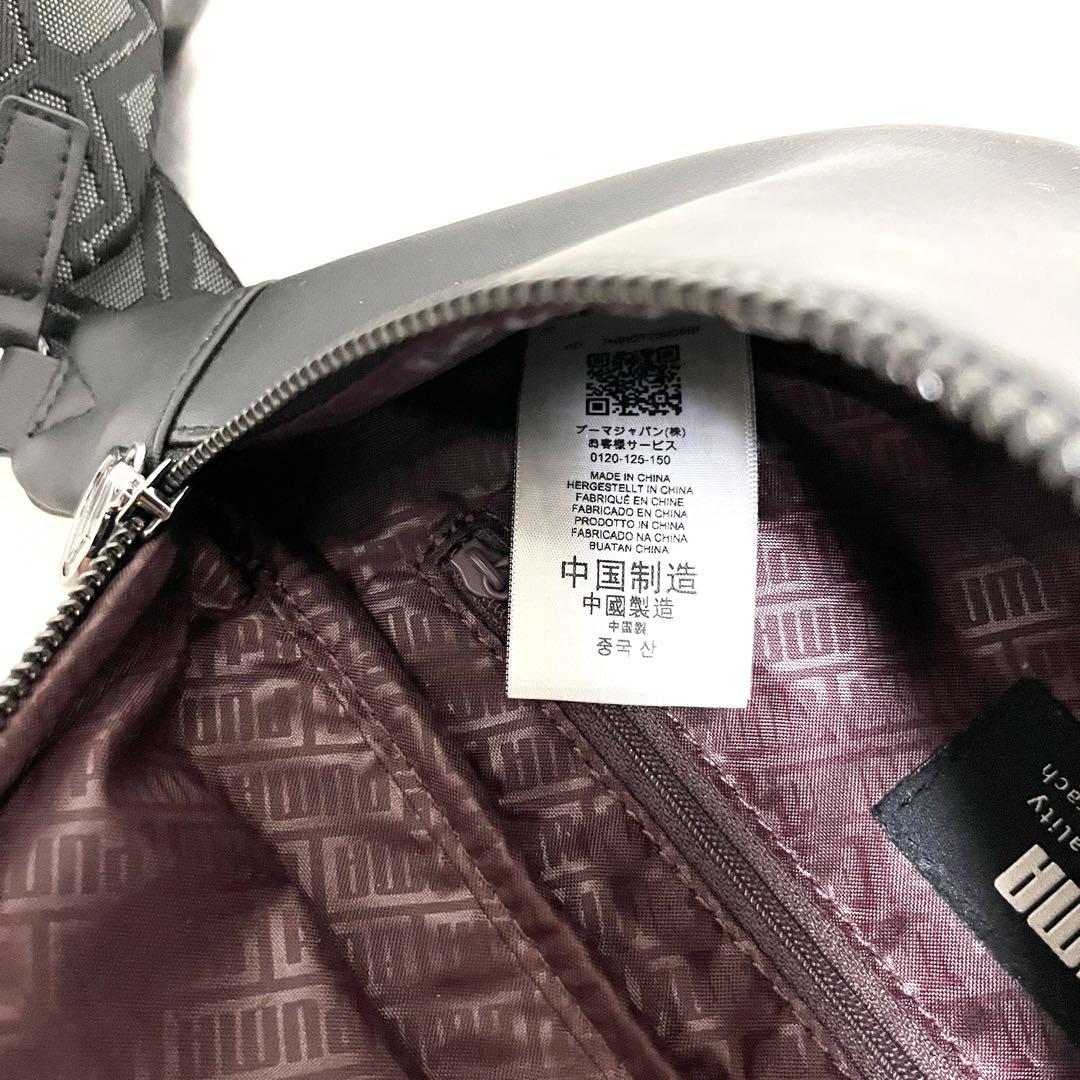 プーマジャパン(株)
お客様サービス
0120-125-150
MADE IN CHINA
HERGESTELLT IN CHINA
FABRIQUÉ EN CHINE
FABRICADO EN CHINA
PRODOTTO IN CHINA
FABRICADO NA CHINA
BUATAN CHINA
中国制造
中國製造
中国製
중국 산
ality
ach